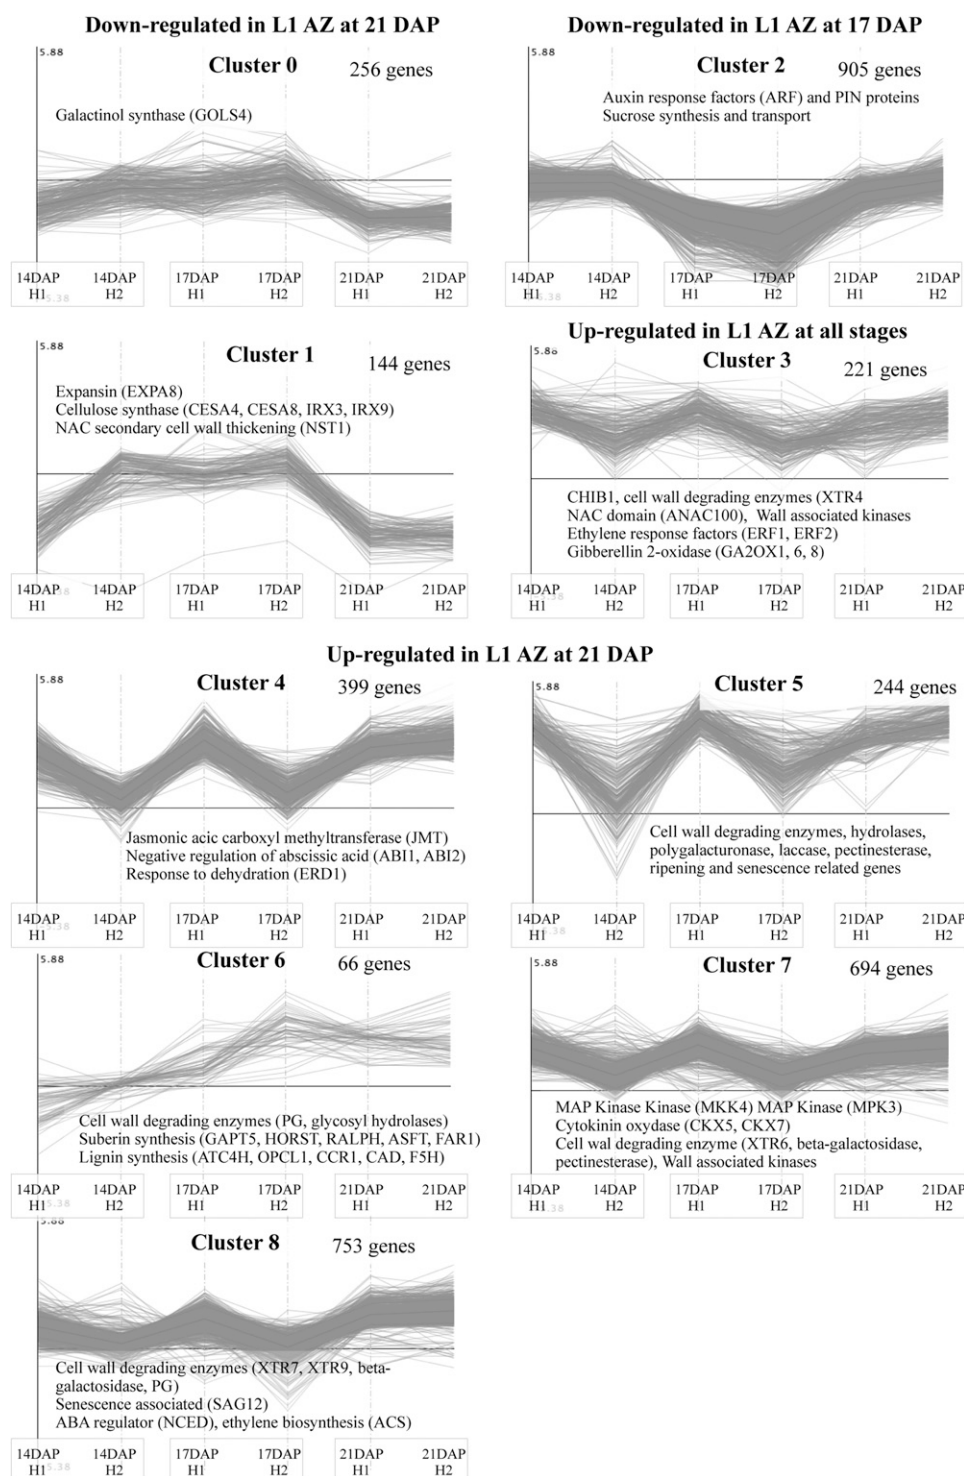 Down-regulated in L1 AZ at 21 DAP
5.88
Cluster 0
256 genes
Galactinol synthase (GOLS4)
14DAP 14DAP 17DAP 17DAP 21DAP 21DAP
H1 H2 H1 H2 H1 H2
5.38
Down-regulated in L1 AZ at 17 DAP
5.88
Cluster 2
905 genes
Auxin response factors (ARF) and PIN proteins
Sucrose synthesis and transport
14DAP 14DAP 17DAP 17DAP 21DAP 21DAP
H1 H2 H1 H2 H1 H2
5.38
5.88
Cluster 1
144 genes
Expansin (EXPA8)
Cellulose synthase (CESA4, CESA8, IRX3, IRX9)
NAC secondary cell wall thickening (NST1)
14DAP 14DAP 17DAP 17DAP 21DAP 21DAP
H1 H2 H1 H2 H1 H2
Up-regulated in L1 AZ at all stages
5.88
Cluster 3
221 genes
CHIB1, cell wall degrading enzymes (XTR4
NAC domain (ANAC100), Wall associated kinases
Ethylene response factors (ERF1, ERF2)
Gibberellin 2-oxidase (GA2OX1, 6, 8)
14DAP 14DAP 17DAP 17DAP 21DAP 21DAP
H1 H2 H1 H2 H1 H2
Up-regulated in L1 AZ at 21 DAP
5.88
Cluster 4
399 genes
Jasmonic acic carboxyl methyltransferase (JMT)
Negative regulation of abscissic acid (ABI1, ABI2)
Response to dehydration (ERD1)
14DAP 14DAP 17DAP 17DAP 21DAP 21DAP
H1 H2 H1 H2 H1 H2
5.38
5.88
Cluster 5
244 genes
Cell wall degrading enzymes, hydrolases,
polygalacturonase, laccase, pectinesterase,
ripening and senescence related genes
14DAP 14DAP 17DAP 17DAP 21DAP 21DAP
H1 H2 H1 H2 H1 H2
5.38
5.88
Cluster 6
66 genes
Cell wall degrading enzymes (PG, glycosyl hydrolases)
Suberin synthesis (GAPT5, HORST, RALPH, ASFT, FAR1)
Lignin synthesis (ATC4H, OPCL1, CCR1, CAD, F5H)
14DAP 14DAP 17DAP 17DAP 21DAP 21DAP
H1 H2 H1 H2 H1 H2
5.38
5.88
Cluster 7
694 genes
MAP Kinase Kinase (MKK4) MAP Kinase (MPK3)
Cytokinin oxydase (CKX5, CKX7)
Cell wal degrading enzyme (XTR6, beta-galactosidase,
pectinesterase), Wall associated kinases
14DAP 14DAP 17DAP 17DAP 21DAP 21DAP
H1 H2 H1 H2 H1 H2
5.88
Cluster 8
753 genes
Cell wall degrading enzymes (XTR7, XTR9, beta-
galactosidase, PG)
Senescence associated (SAG12)
ABA regulator (NCED), ethylene biosynthesis (ACS)
14DAP 14DAP 17DAP 17DAP 21DAP 21DAP
H1 H2 H1 H2 H1 H2
5.38